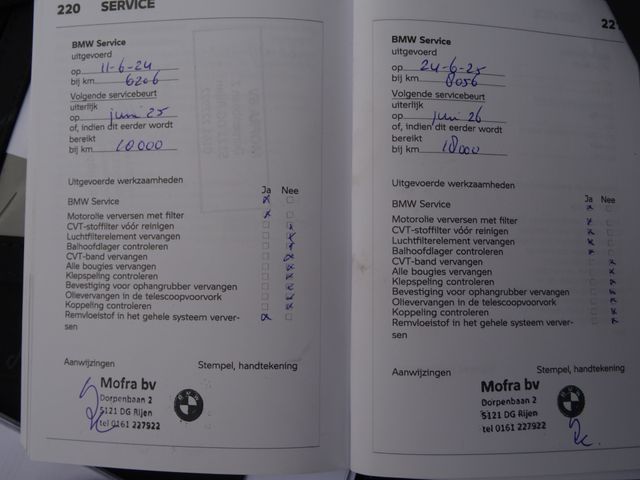 220 SERVICE
BMW Service
uitgevoerd
op 11-6-24
bij km 6206
Volgende servicebeurt
uiterlijk
op juni 25
of, indien dit eerder wordt
bereikt
bij km 10000
Uitgevoerde werkzaamheden
Ja Nee
BMW Service
Motorolie verversen met filter
CVT-stoffilter vóór reinigen
Luchtfilterelement vervangen
Balhoofdlager controleren
CVT-band vervangen
Alle bougies vervangen
Klepspeling controleren
Bevestiging voor ophangrubber vervangen
Olievervangen in de telescoopvoorvork
Koppeling controleren
Remvloeistof in het gehele systeem verver-
sen
Aanwijzingen Stempel, handtekening
Mofra bv
Dorpenbaan 2
5121 DG Rijen
tel 0161 227922
BMW
22
BMW Service
uitgevoerd
op 24-6-25
bij km 8056
Volgende servicebeurt
uiterlijk
op juni 26
of, indien dit eerder wordt
bereikt
bij km 18000
Uitgevoerde werkzaamheden
Ja Nee
BMW Service
Motorolie verversen met filter
CVT-stoffilter vóór reinigen
Luchtfilterelement vervangen
Balhoofdlager controleren
CVT-band vervangen
Alle bougies vervangen
Klepspeling controleren
Bevestiging voor ophangrubber vervangen
Olievervangen in de telescoopvoorvork
Koppeling controleren
Remvloeistof in het gehele systeem verver-
sen
Aanwijzingen Stempel, handtekening
Mofra bv
Dorpenbaan 2
5121 DG Rijen
tel 0161 227922
BMW